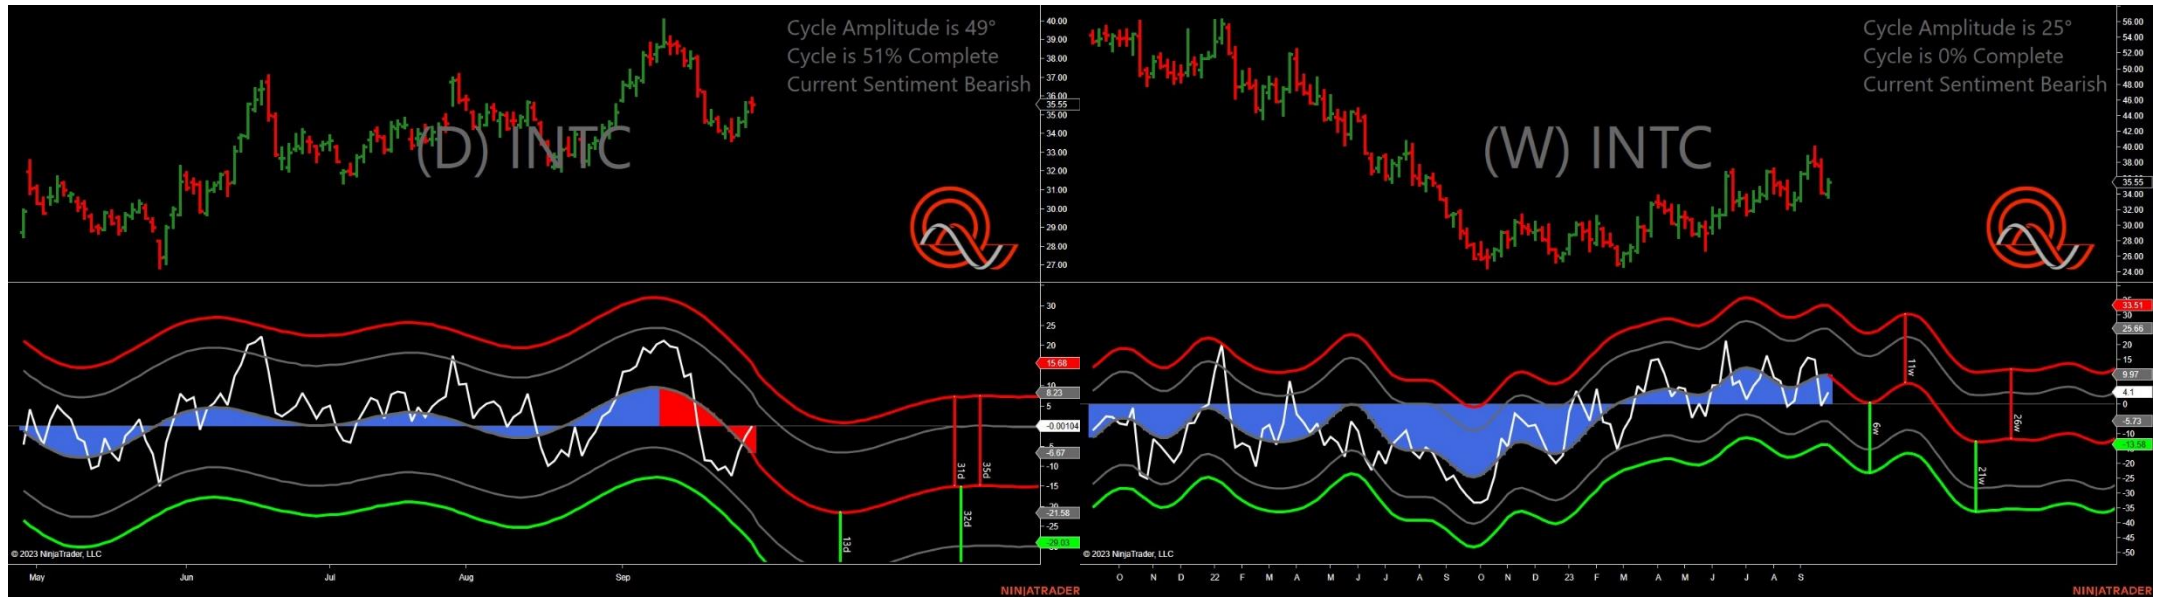 Cycle Amplitude is 49°
Cycle is 51% Complete
Current Sentiment Bearish
(D) INTC
40.00
39.00
38.00
37.00
36.00
35.55
35.00
34.00
33.00
32.00
31.00
30.00
29.00
28.00
27.00
30
25
20
15.68
10
8.23
5
-0.00104
-5
-6.67
-10
-15
-21.58
-25
-29.03
31d
35d
32d
13d
© 2023 NinjaTrader, LLC
May Jun Jul Aug Sep
NINJATRADER
Cycle Amplitude is 25°
Cycle is 0% Complete
Current Sentiment Bearish
(W) INTC
56.00
54.00
52.00
50.00
48.00
46.00
44.00
42.00
40.00
38.00
35.55
34.00
32.00
30.00
28.00
26.00
24.00
33.51
30
25.66
20
15
9.97
4.1
0
-5.73
-10
-13.58
-20
-25
-30
-35
-40
-45
-50
11w
26w
6w
21w
© 2023 NinjaTrader, LLC
O N D 22 F M A M J J A S O N D 23 F M A M J J A S
NINJATRADER